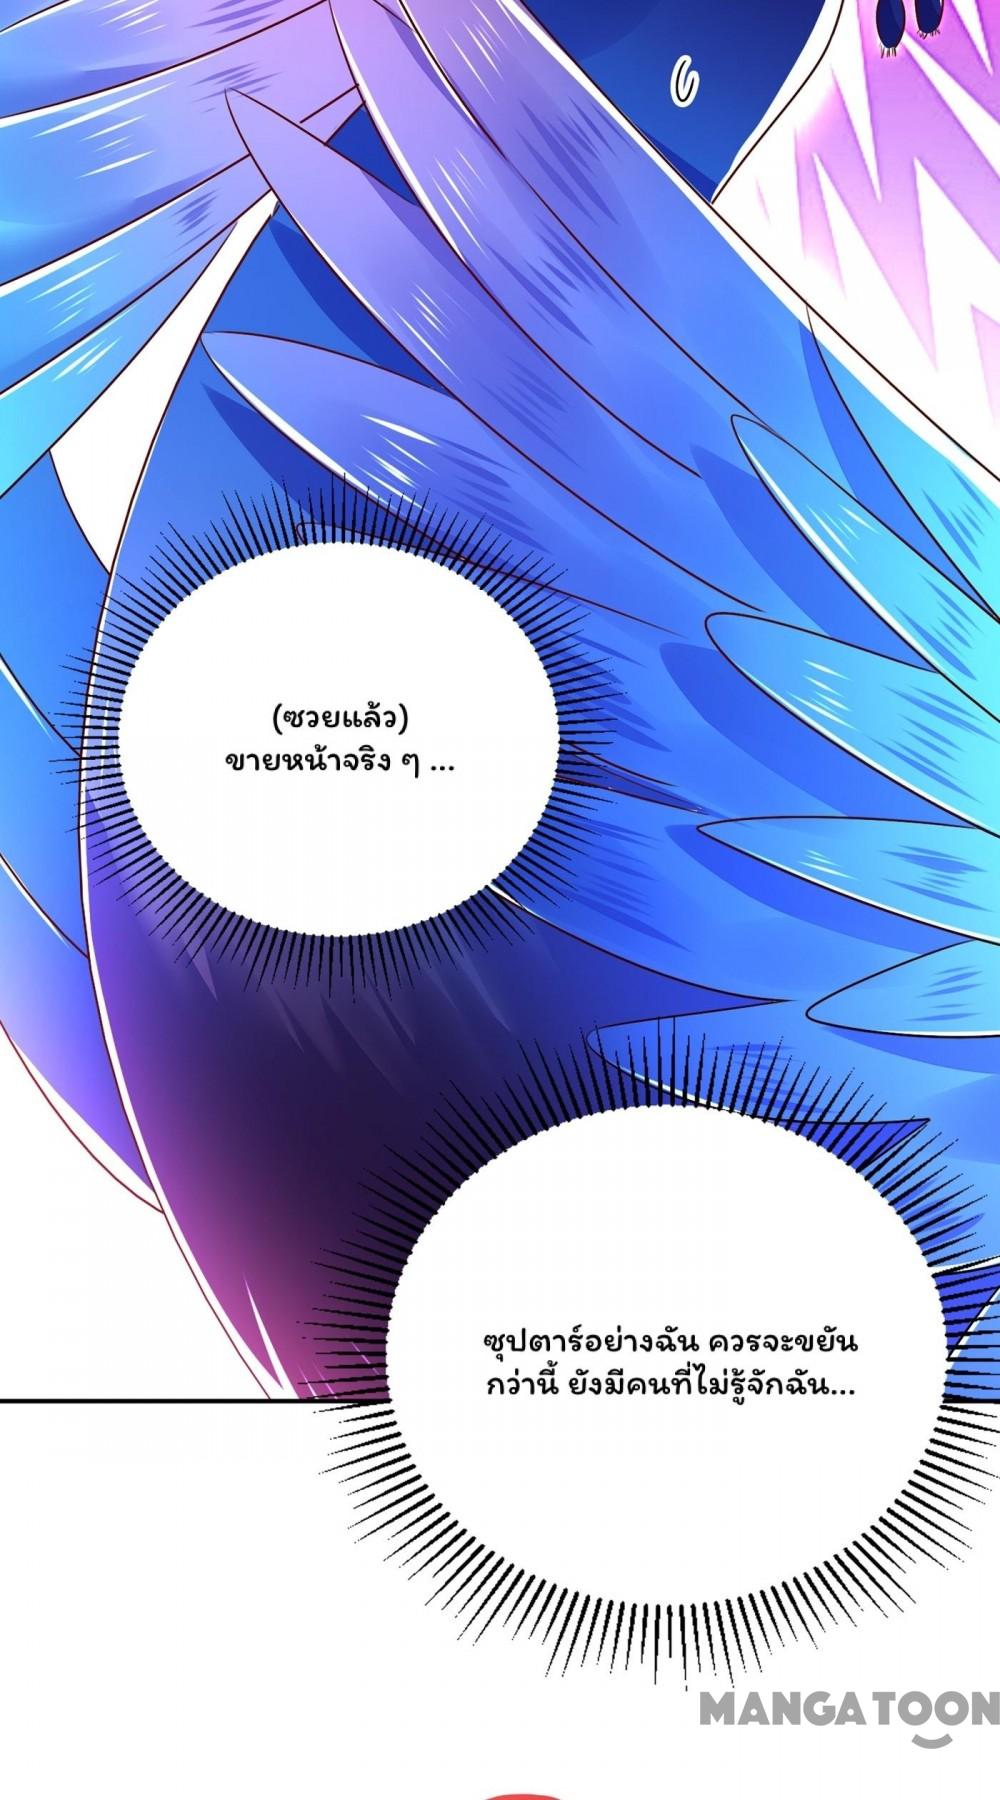 (ซวยแล้ว)
ขายหน้าจริง ๆ ...
ซุปตาร์อย่างฉัน ควรจะขยัน
กว่านี้ ยังมีคนที่ไม่รู้จักฉัน...
MANGATOON